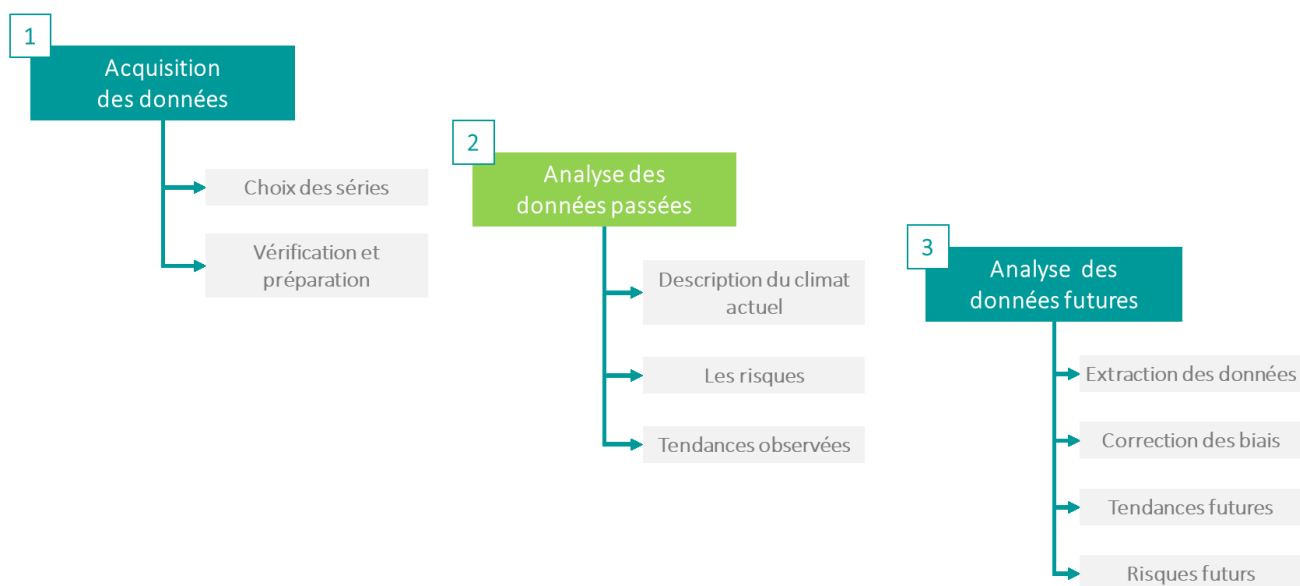 1
Acquisition
des données
Choix des séries
Vérification et
préparation
2
Analyse des
données passées
Description du climat
actuel
Les risques
Tendances observées
3
Analyse des
données futures
Extraction des données
Correction des biais
Tendances futures
Risques futurs